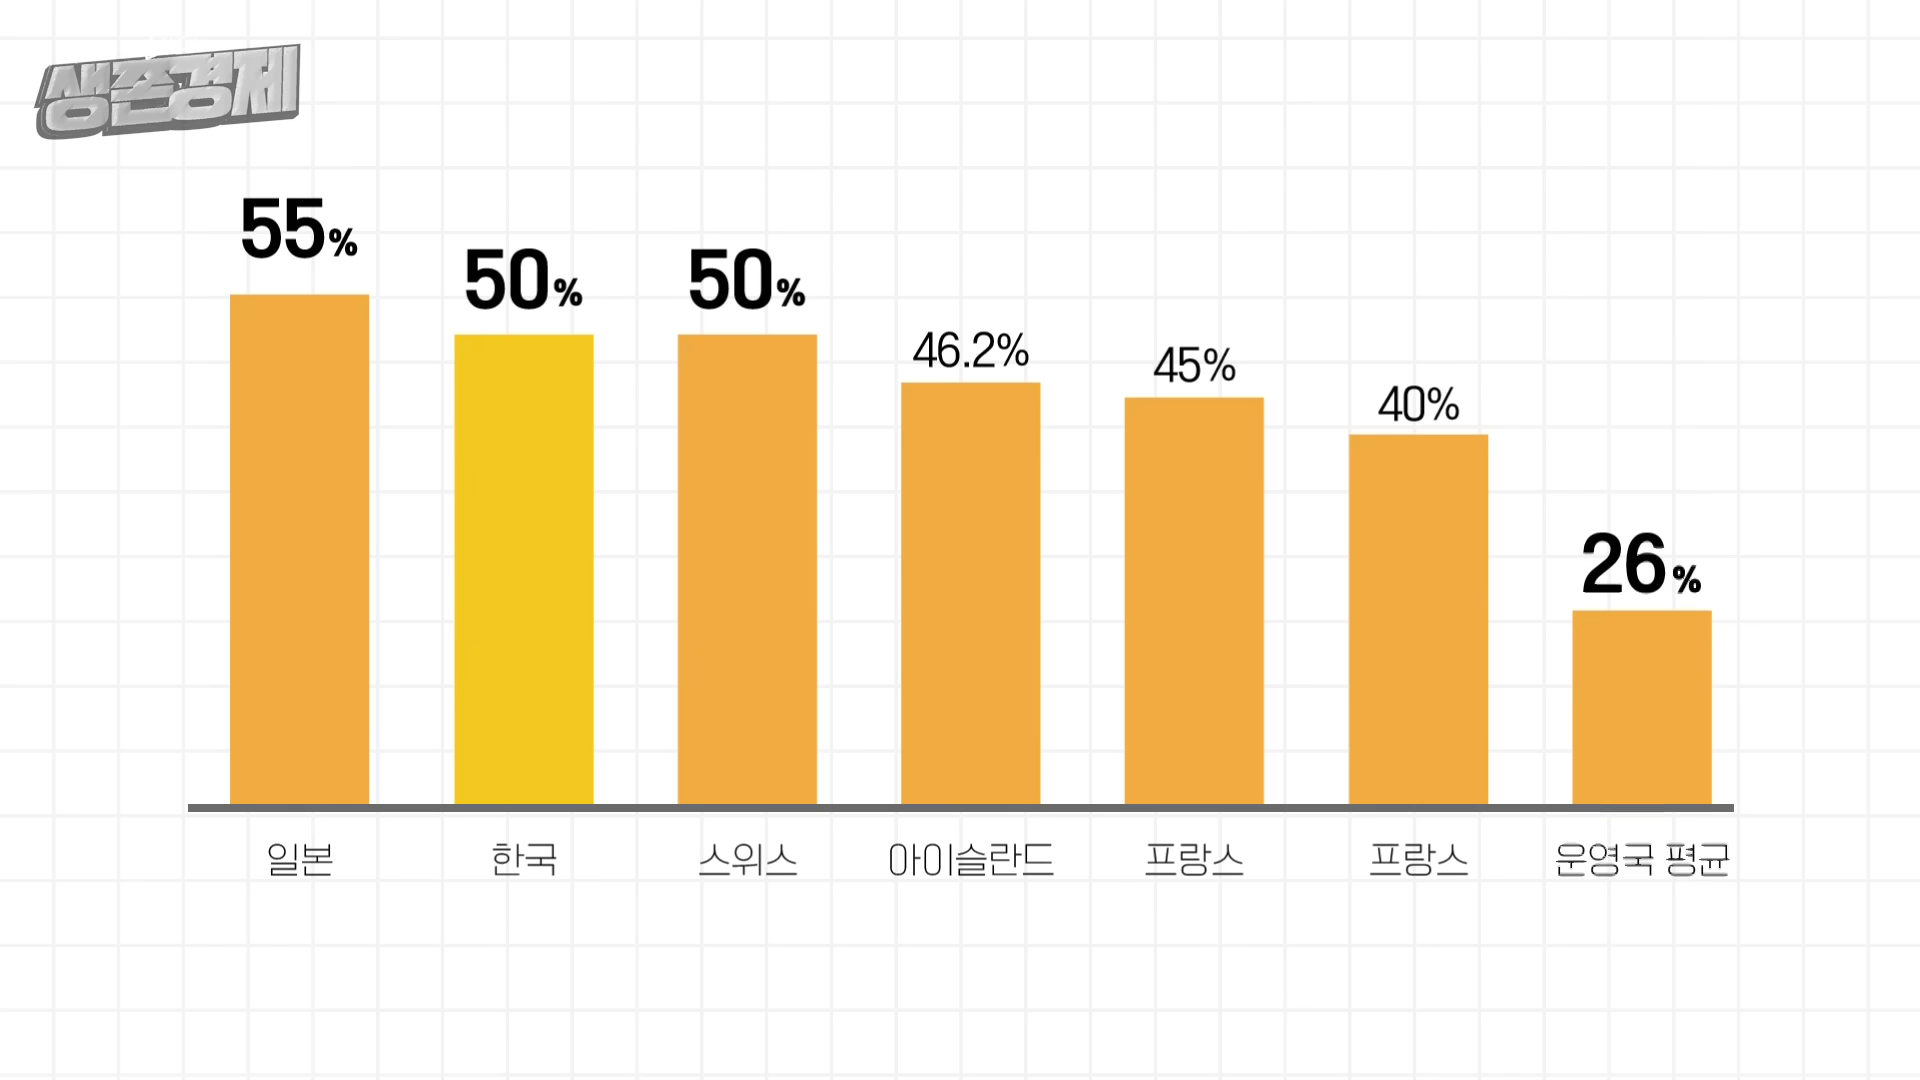 생존경제
55%
50%
50%
46.2%
45%
40%
26%
일본
한국
스위스
아이슬란드
프랑스
프랑스
운영국 평균